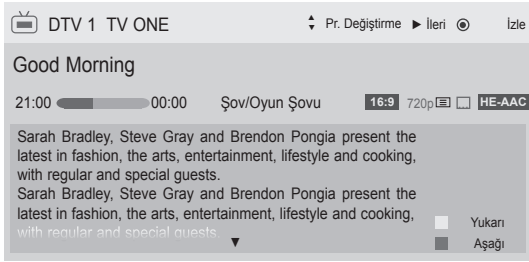 DTV 1 TV ONE Pr. Değiştirme İleri İzle
Good Morning
21:00 00:00 Şov/Oyun Şovu 16:9 720p HE-AAC
Sarah Bradley, Steve Gray and Brendon Pongia present the
latest in fashion, the arts, entertainment, lifestyle and cooking,
with regular and special guests.
Sarah Bradley, Steve Gray and Brendon Pongia present the
latest in fashion, the arts, entertainment, lifestyle and cooking,
with regular and special guests.
Yukarı
Aşağı